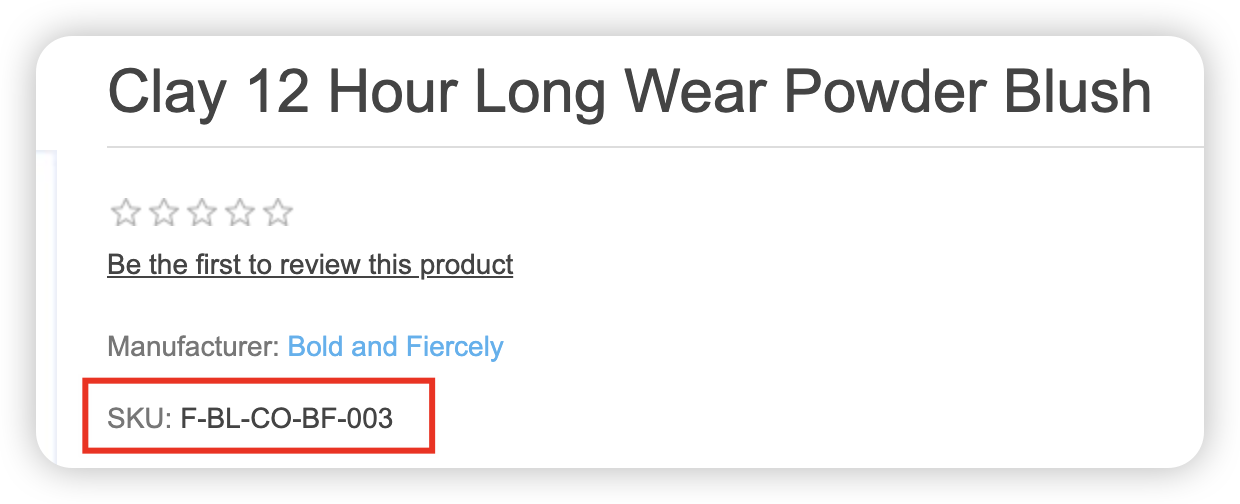 Clay 12 Hour Long Wear Powder Blush
Be the first to review this product
Manufacturer: Bold and Fiercely
SKU: F-BL-CO-BF-003